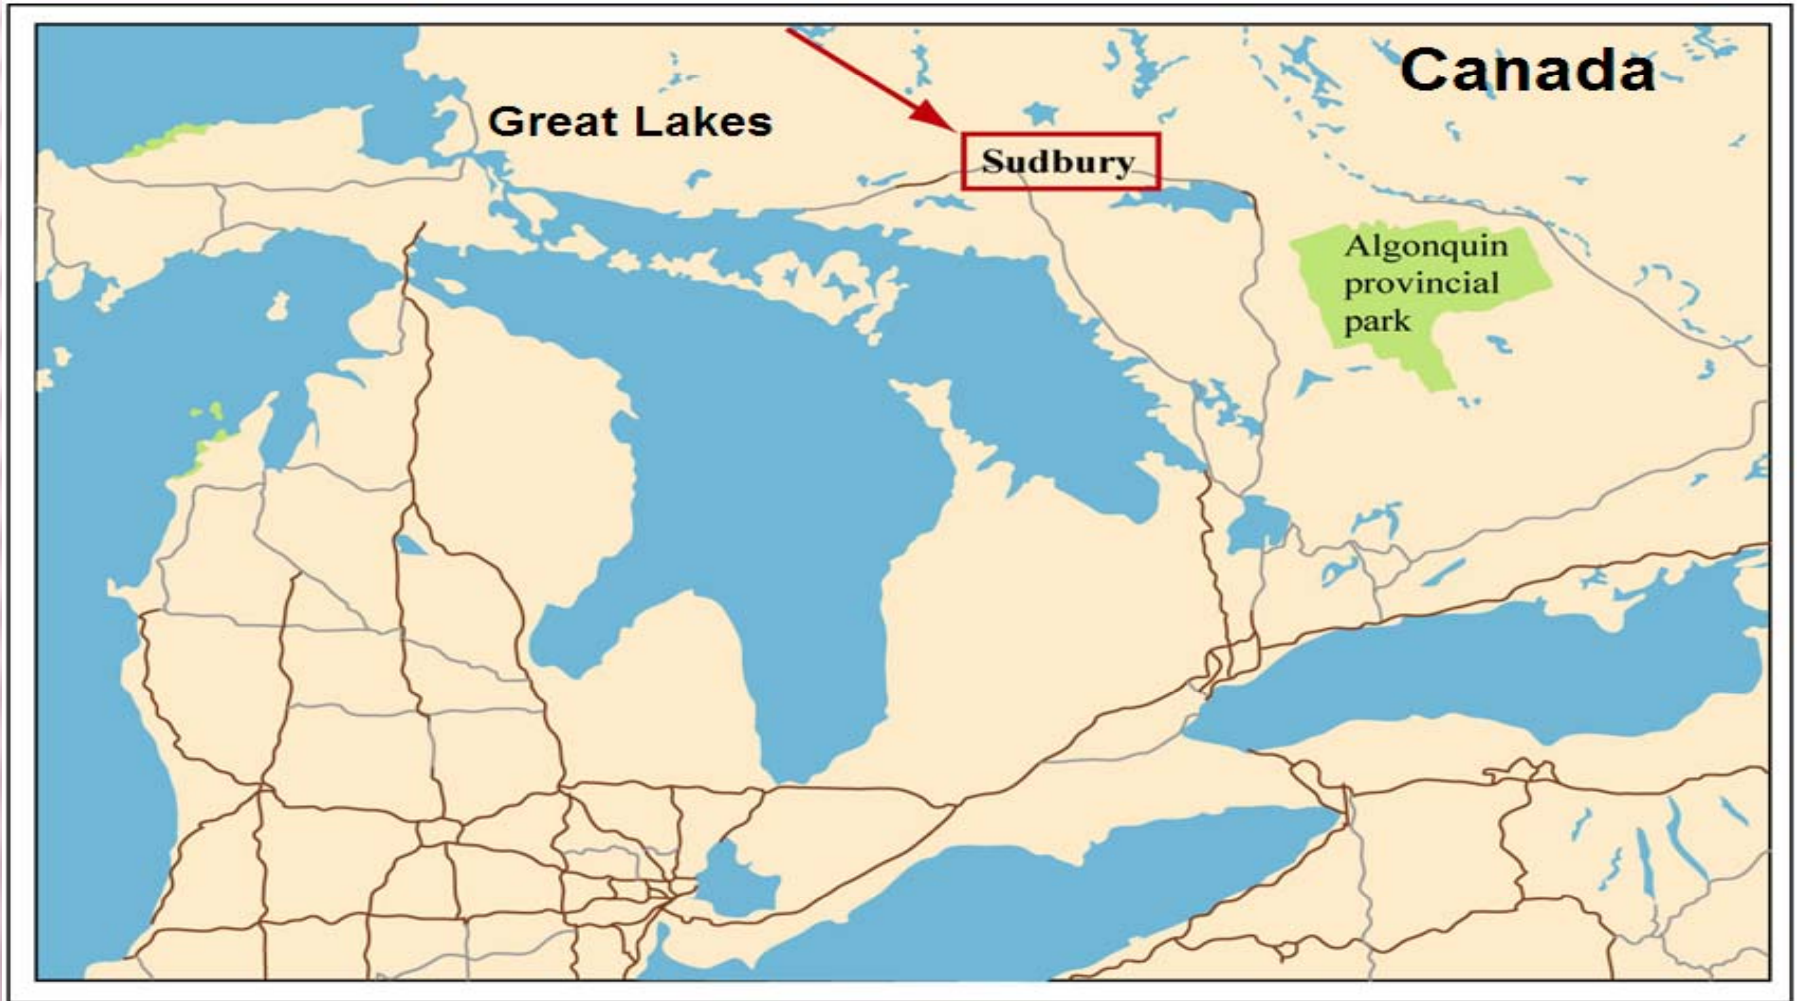 Canada
Great Lakes
Sudbury
Algonquin
provincial
park